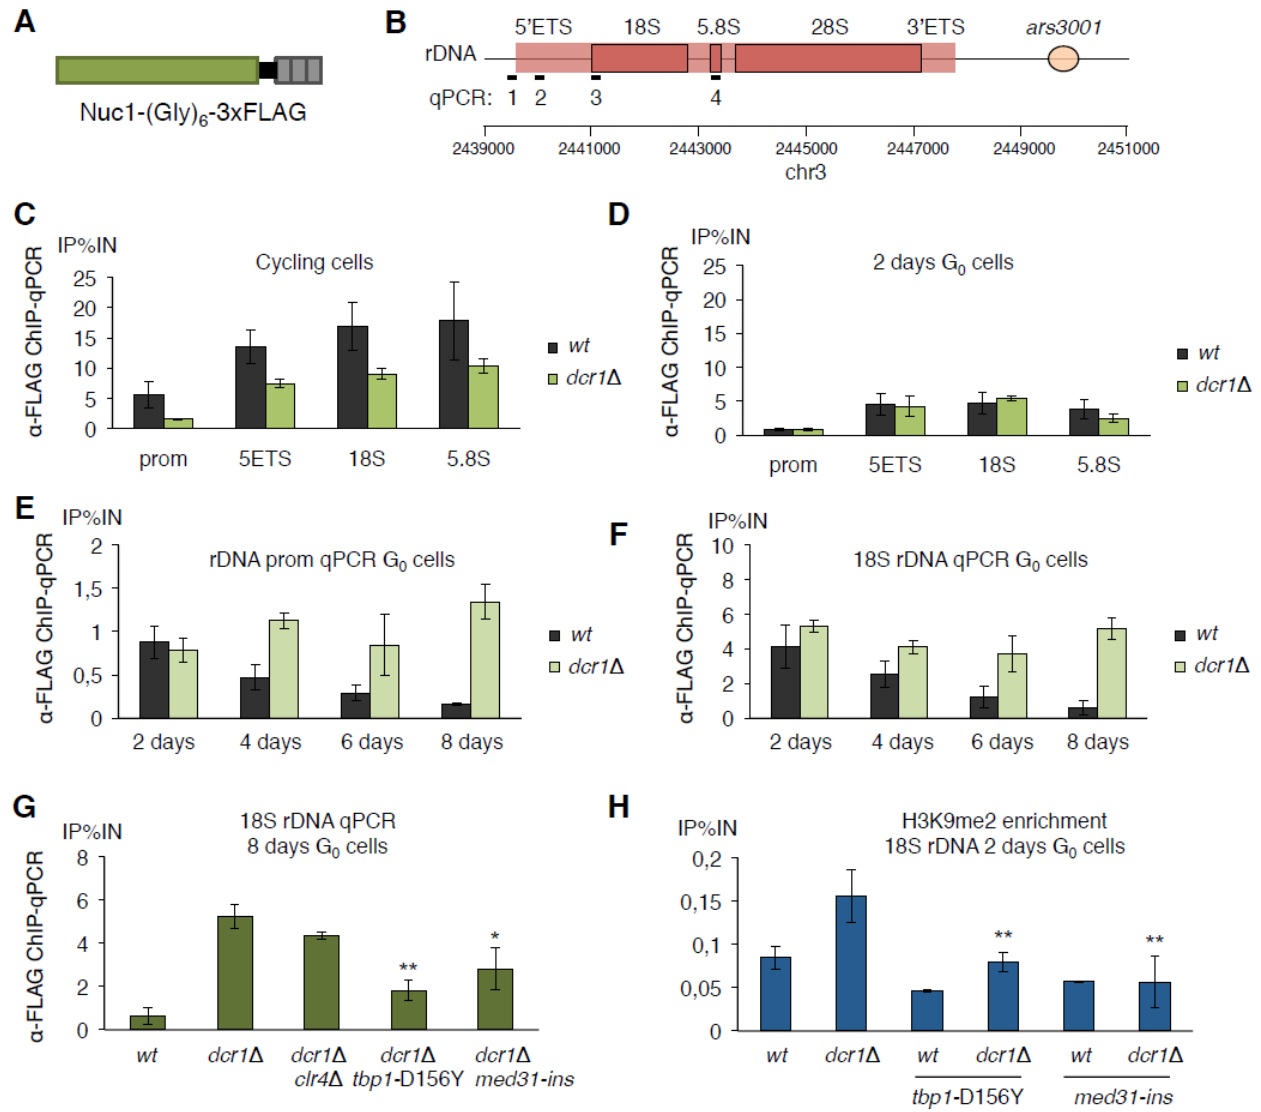 A
Nuc1-(Gly)6-3xFLAG
B
5'ETS 18S 5.8S 28S 3'ETS ars3001
rDNA
qPCR: 1 2 3 4
2439000 2441000 2443000 2445000 2447000 2449000 2451000
chr3
C
IP%IN
α-FLAG ChIP-qPCR
Cycling cells
25
20
15
10
5
0
prom 5ETS 18S 5.8S
wt
dcr1Δ
D
IP%IN
α-FLAG ChIP-qPCR
2 days G0 cells
25
20
15
10
5
0
prom 5ETS 18S 5.8S
wt
dcr1Δ
E
IP%IN
α-FLAG ChIP-qPCR
rDNA prom qPCR G0 cells
2
1,5
1
0,5
0
2 days 4 days 6 days 8 days
wt
dcr1Δ
F
IP%IN
α-FLAG ChIP-qPCR
18S rDNA qPCR G0 cells
10
8
6
4
2
0
2 days 4 days 6 days 8 days
wt
dcr1Δ
G
IP%IN
α-FLAG ChIP-qPCR
18S rDNA qPCR
8 days G0 cells
8
6
4
2
0
** *
wt dcr1Δ dcr1Δ dcr1Δ dcr1Δ
clr4Δ tbp1-D156Y med31-ins
H
IP%IN
H3K9me2 enrichment
18S rDNA 2 days G0 cells
0,2
0,15
0,1
0,05
0
** **
wt dcr1Δ wt dcr1Δ wt dcr1Δ
tbp1-D156Y med31-ins